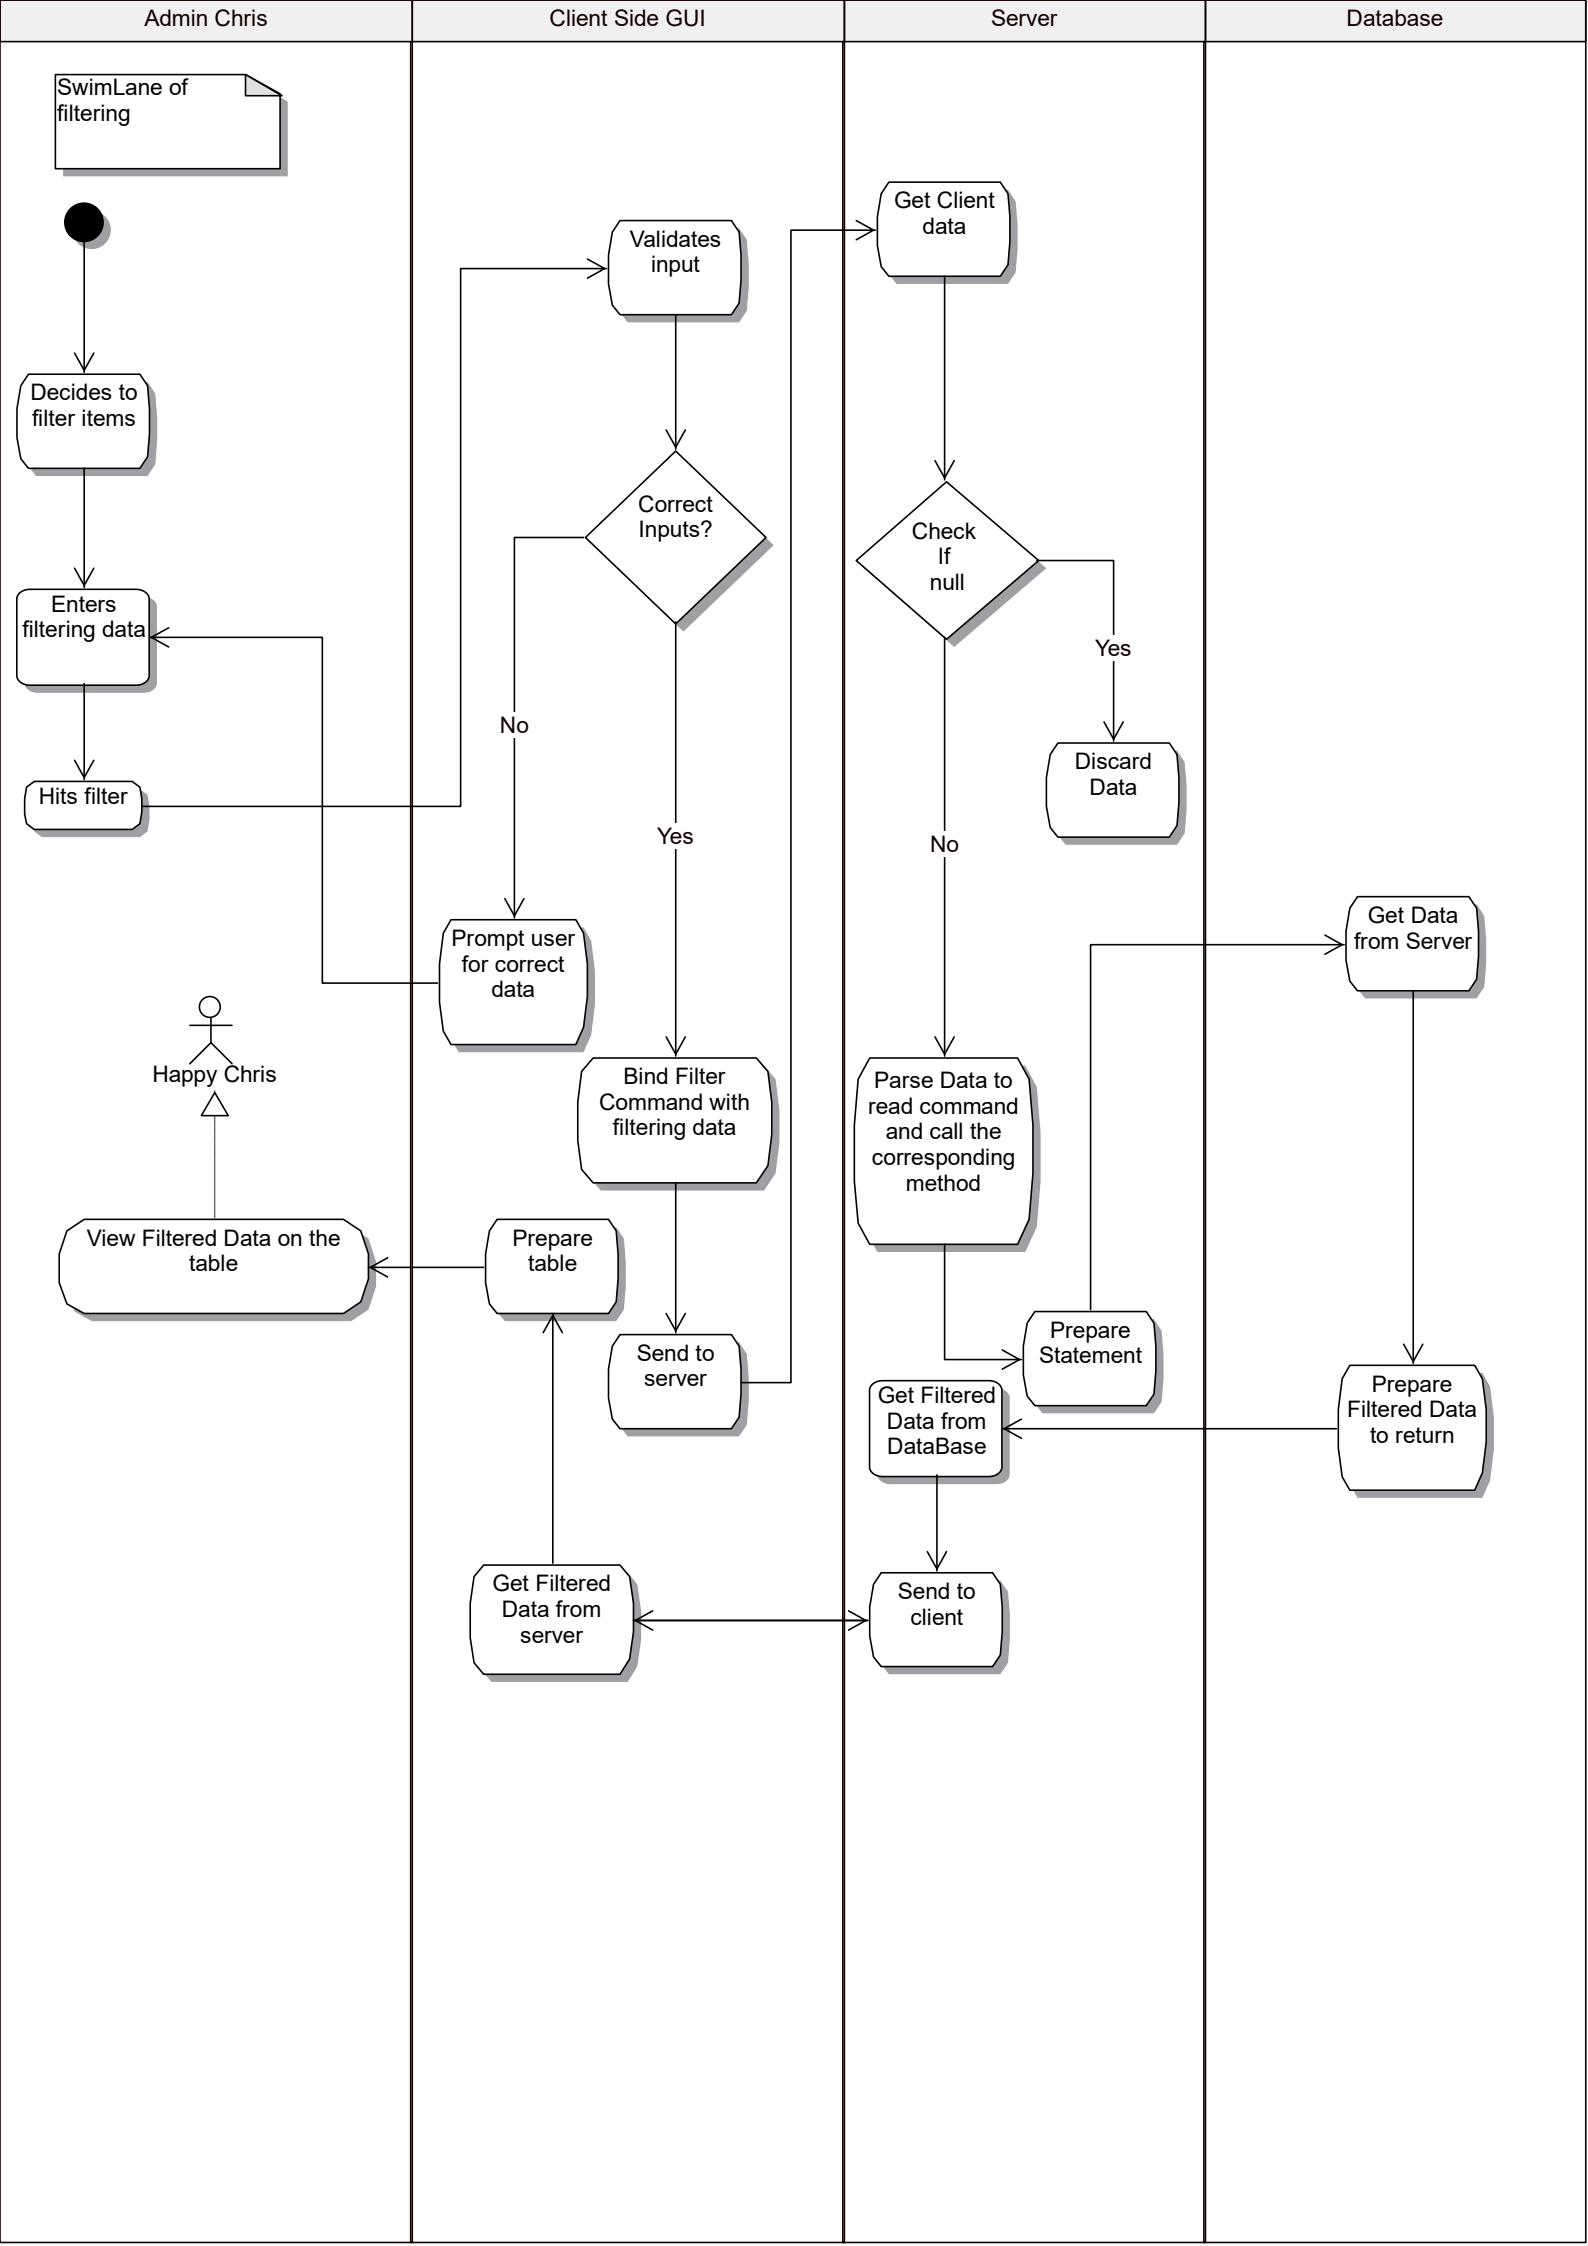 Admin Chris
Client Side GUI
Server
Database
SwimLane of
filtering
Decides to
filter items
Enters
filtering data
Hits filter
Happy Chris
View Filtered Data on the
table
Validates
input
Correct
Inputs?
No
Yes
Prompt user
for correct
data
Bind Filter
Command with
filtering data
Prepare
table
Send to
server
Get Filtered
Data from
server
Get Client
data
Check
If
null
Yes
Discard
Data
No
Parse Data to
read command
and call the
corresponding
method
Prepare
Statement
Get Filtered
Data from
DataBase
Send to
client
Get Data
from Server
Prepare
Filtered Data
to return